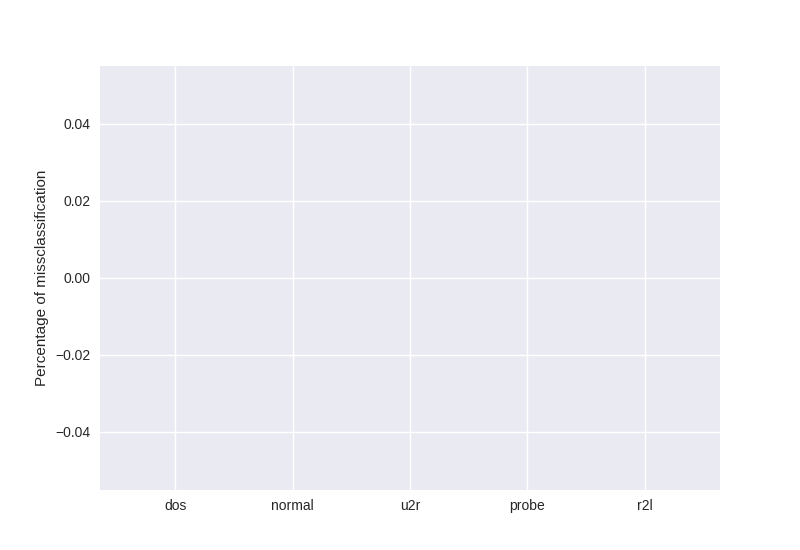 Percentage of missclassification
0.04
0.02
0.00
−0.02
−0.04
dos normal u2r probe r2l